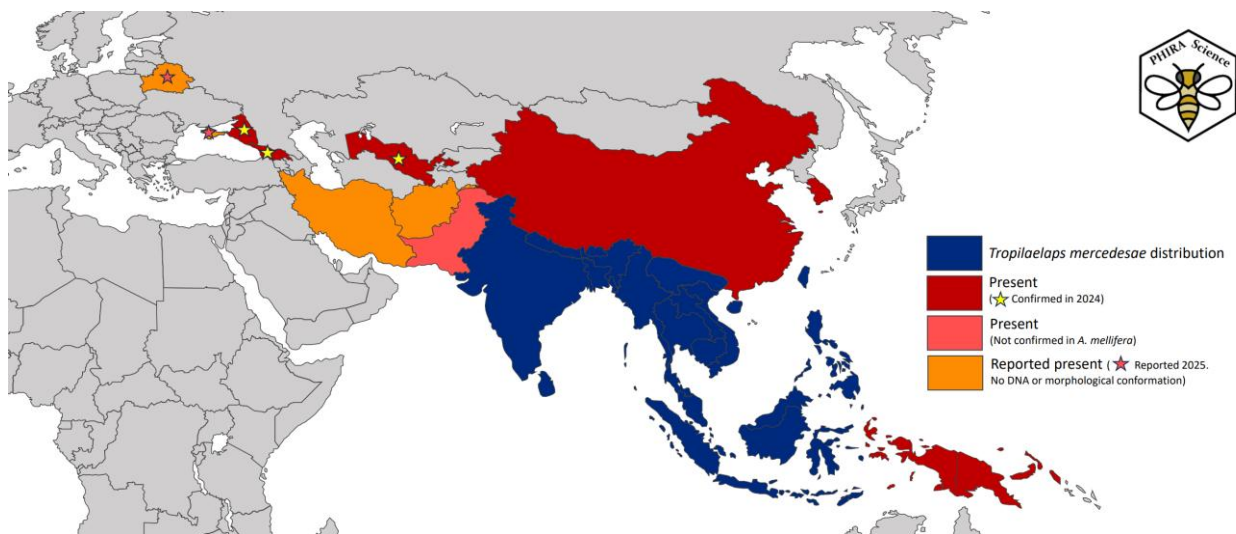 PHIRA Science
Tropilaelaps mercedesae distribution
Present
(Confirmed in 2024)
Present
(Not confirmed in A. mellifera)
Reported present (Reported 2025.
No DNA or morphological conformation)